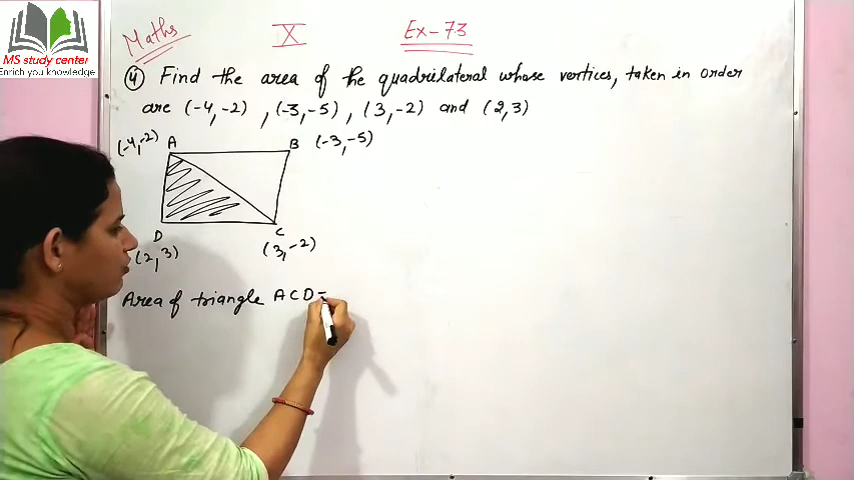 MS study center
Enrich you knowledge
Maths
X
Ex-7.3
(4) Find the area of the quadrilateral whose vertices, taken in order
are (-4,-2), (-3,-5), (3,-2) and (2,3)
(-4,-2) A B (-3,-5)
D C
(2,3) (3,-2)
Area of triangle ACD=